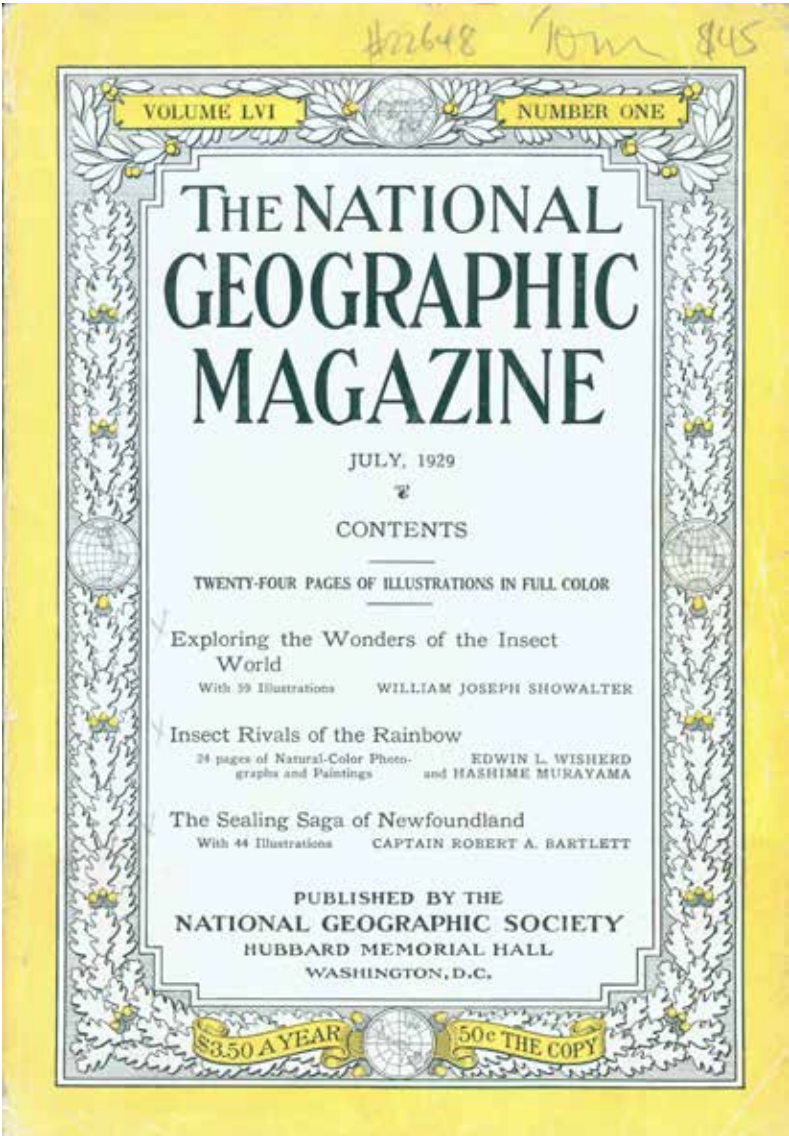 #22648 Tom $45
VOLUME LVI NUMBER ONE
THE NATIONAL
GEOGRAPHIC
MAGAZINE
JULY, 1929
CONTENTS
TWENTY-FOUR PAGES OF ILLUSTRATIONS IN FULL COLOR
Exploring the Wonders of the Insect
World
With 59 Illustrations WILLIAM JOSEPH SHOWALTER
Insect Rivals of the Rainbow
24 pages of Natural-Color Photo- EDWIN L. WISHERD
graphs and Paintings and HASHIME MURAYAMA
The Sealing Saga of Newfoundland
With 44 Illustrations CAPTAIN ROBERT A. BARTLETT
PUBLISHED BY THE
NATIONAL GEOGRAPHIC SOCIETY
HUBBARD MEMORIAL HALL
WASHINGTON, D.C.
$3.50 A YEAR 50c THE COPY